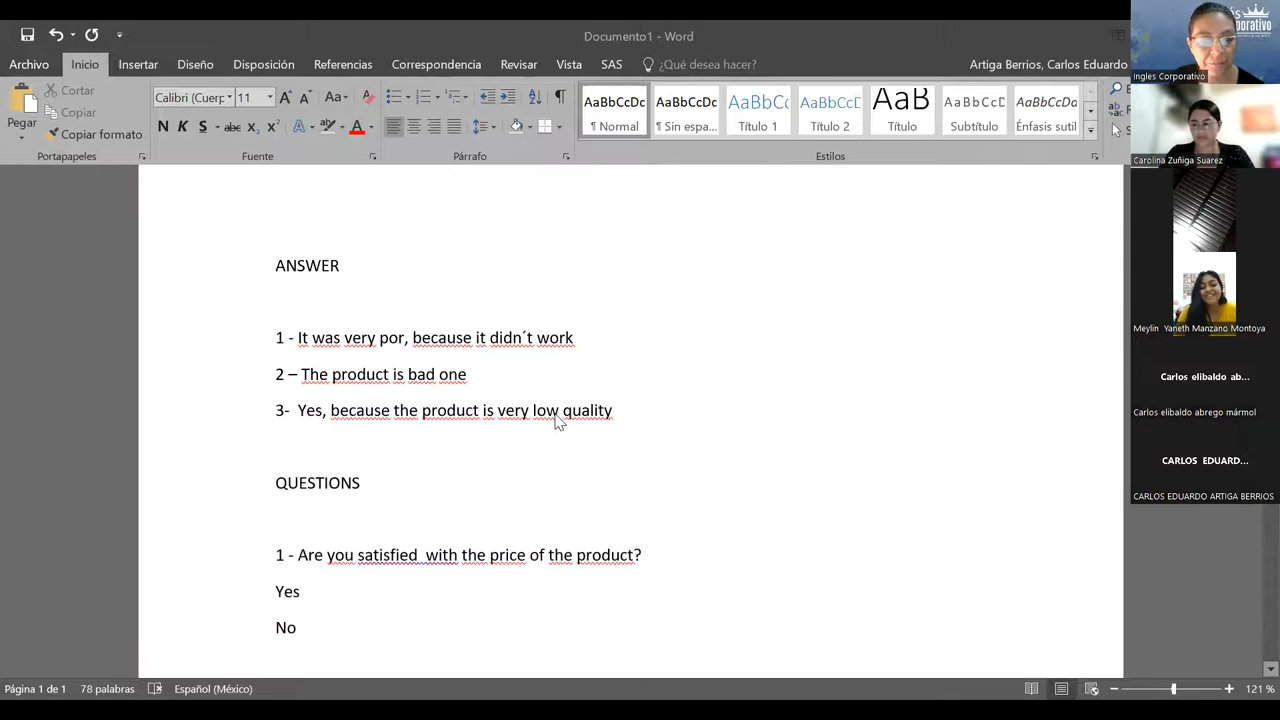 Documento1 - Word
Archivo Inicio Insertar Diseño Disposición Referencias Correspondencia Revisar Vista SAS ¿Qué desea hacer? Artiga Berrios, Carlos Eduardo
Pegar
Cortar
Copiar
Copiar formato
Portapapeles
Calibri (Cuerp 11
Aa
N K S abc x₂ x²
A
Fuente
Párrafo
AaBbCcDc AaBbCcDc AaBbC AaBbCcD AaB AaBbCcD AaBbCcDa
¶ Normal ¶ Sin espa... Título 1 Título 2 Título Subtítulo Énfasis sutil
Estilos
ANSWER
1 - It was very por, because it didn´t work
2 – The product is bad one
3- Yes, because the product is very low quality
QUESTIONS
1 - Are you satisfied with the price of the product?
Yes
No
Página 1 de 1 78 palabras Español (México) 121 %
Ingles Corporativo
Carolina Zuñiga Suarez
Meylin Yaneth Manzano Montoya
Carlos elibaldo ab...
Carlos elibaldo abrego mármol
CARLOS EDUARD...
CARLOS EDUARDO ARTIGA BERRIOS